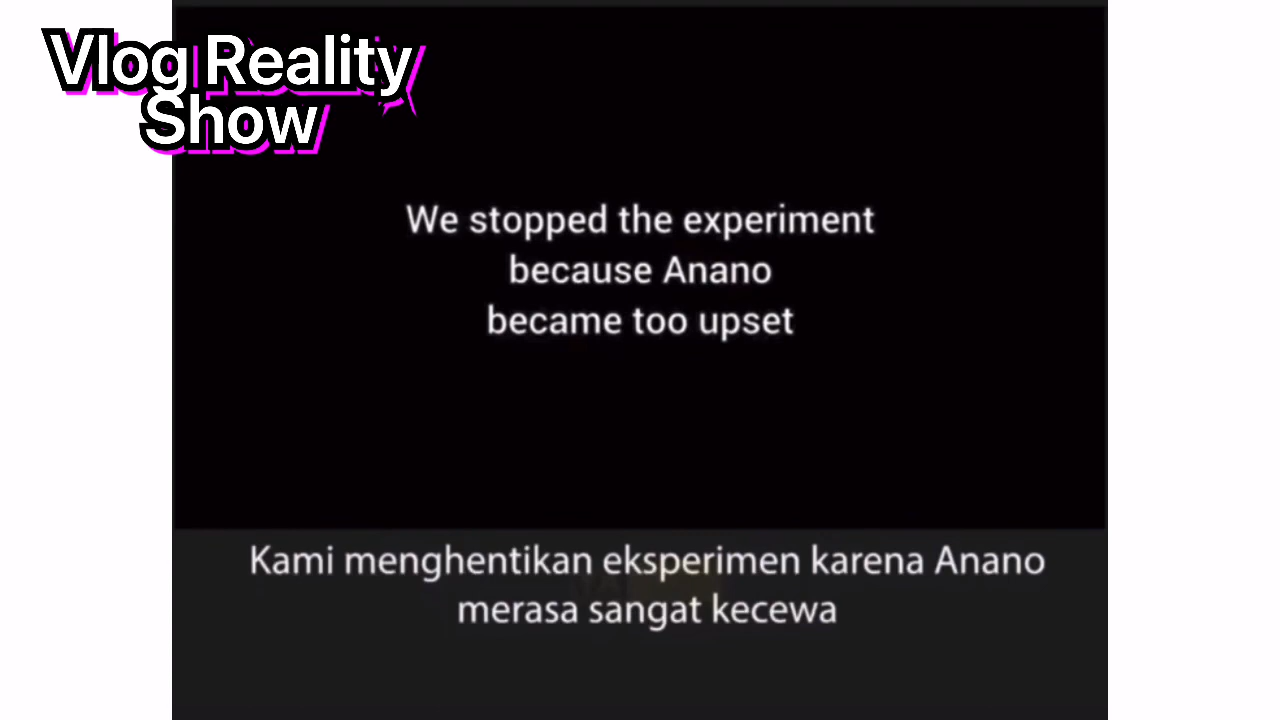 Vlog Reality
Show
We stopped the experiment
because Anano
became too upset
Kami menghentikan eksperimen karena Anano
merasa sangat kecewa